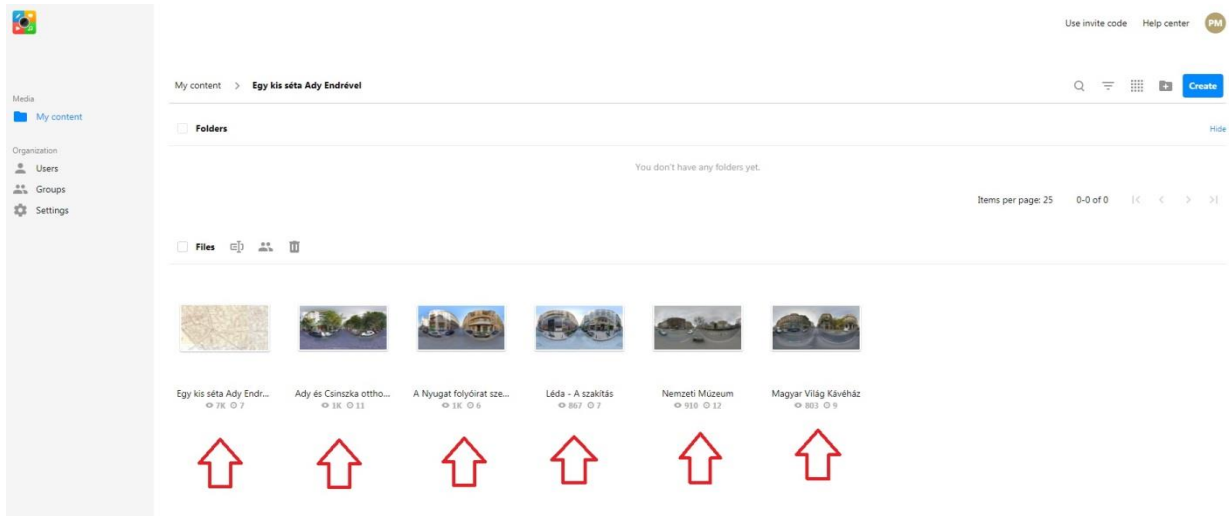 Use invite code Help center PM
My content > Egy kis séta Ady Endrével
Create
Media
My content
Folders
Hide
Organization
You don't have any folders yet.
Users
Groups
Items per page: 25 0-0 of 0
Settings
Files
Egy kis séta Ady Endr... Ady és Csinszka ottho... A Nyugat folyóirat sze... Léda - A szakítás Nemzeti Múzeum Magyar Világ Kávéház
7K 7 1K 11 1K 6 867 7 910 12 803 9